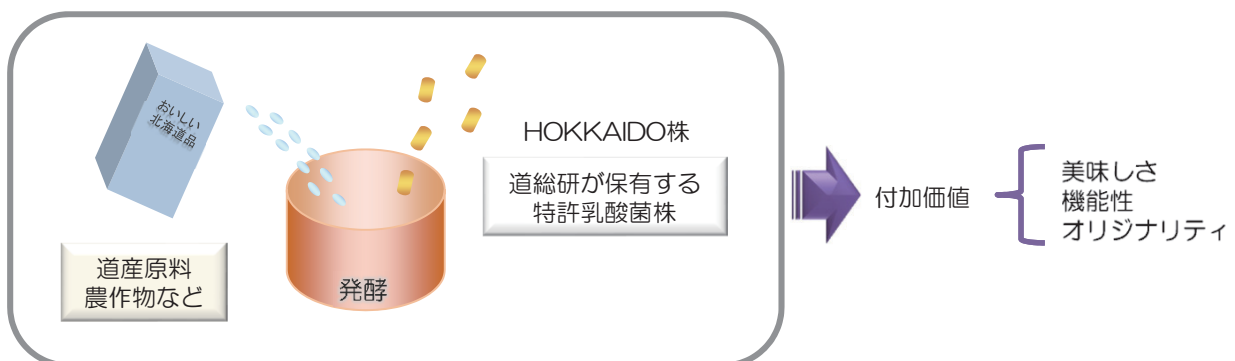 おいしい
北海道品
道産原料
農作物など
発酵
HOKKAIDO株
道総研が保有する
特許乳酸菌株
付加価値
美味しさ
機能性
オリジナリティ